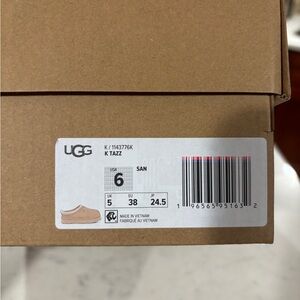 UGG
K / 1143776K
K TAZZ
USA
6
SAN
UK EU JP
5 38 24.5
MADE IN VIETNAM
FABRIQUÉ AU VIETNAM
1 96565 95163 2